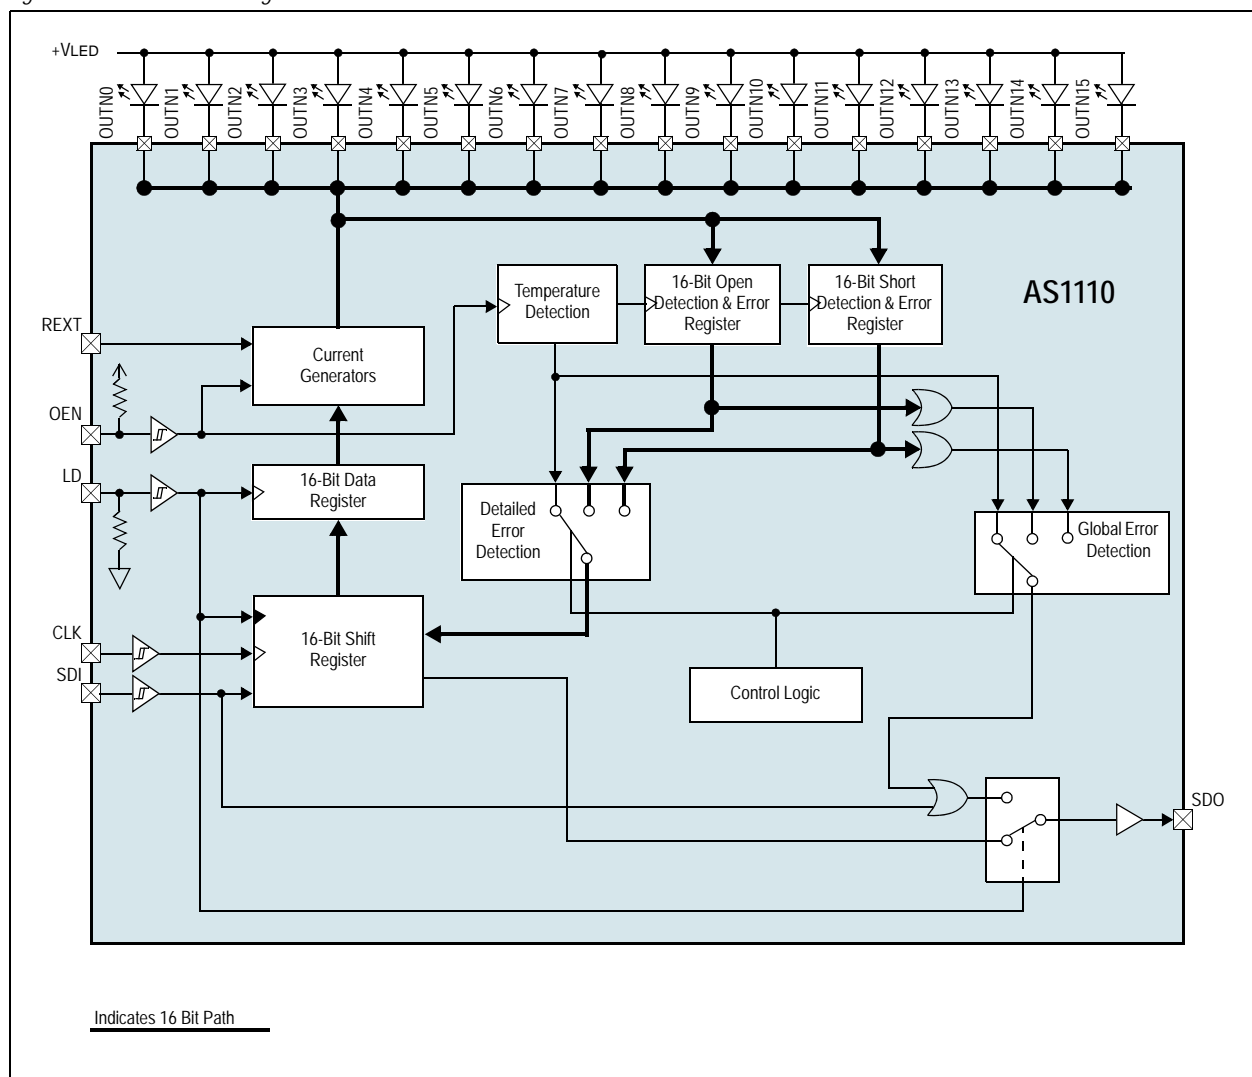 +VLED
OUTN0
OUTN1
OUTN2
OUTN3
OUTN4
OUTN5
OUTN6
OUTN7
OUTN8
OUTN9
OUTN10
OUTN11
OUTN12
OUTN13
OUTN14
OUTN15
AS1110
Temperature
Detection
16-Bit Open
Detection & Error
Register
16-Bit Short
Detection & Error
Register
REXT
Current
Generators
OEN
LD
16-Bit Data
Register
Detailed
Error
Detection
Global Error
Detection
CLK
SDI
16-Bit Shift
Register
Control Logic
SDO
Indicates 16 Bit Path